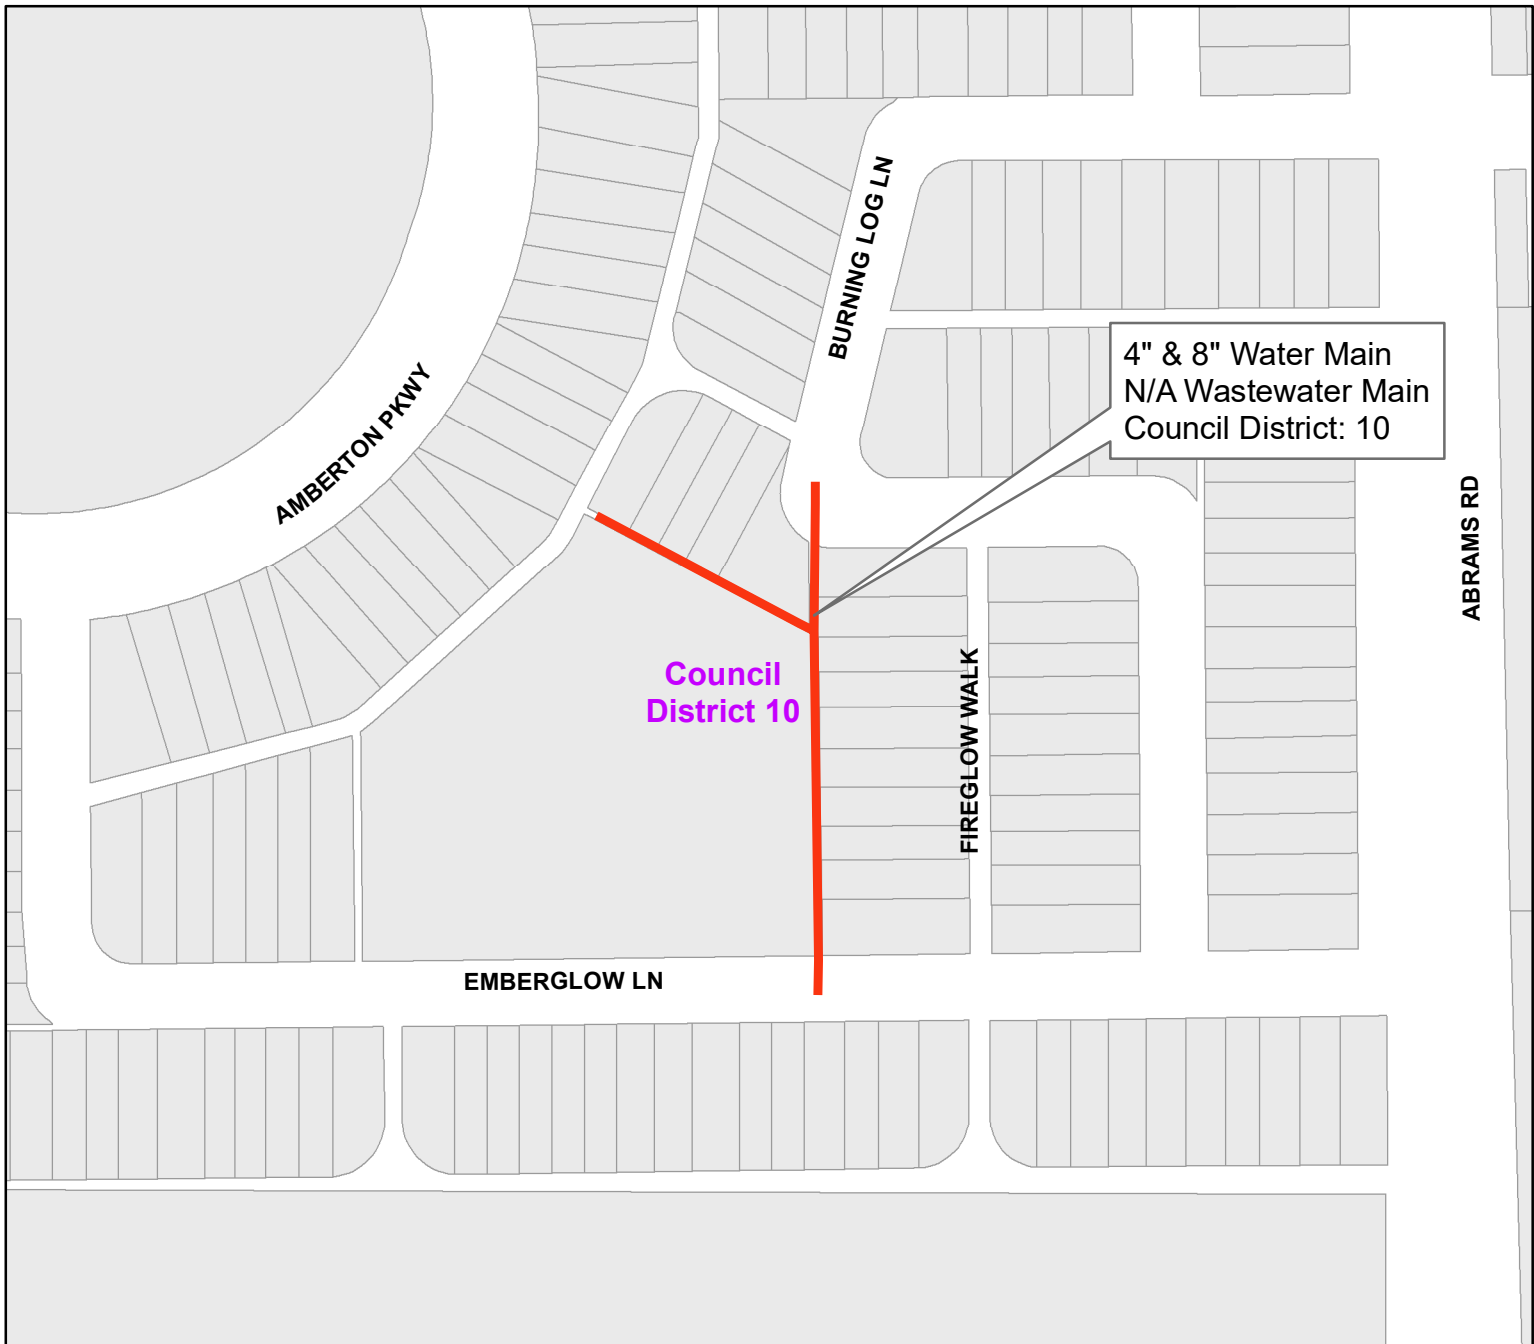 BURNING LOG LN
4" & 8" Water Main
N/A Wastewater Main
Council District: 10
AMBERTON PKWY
ABRAMS RD
Council
District 10
FIREGLOW WALK
EMBERGLOW LN